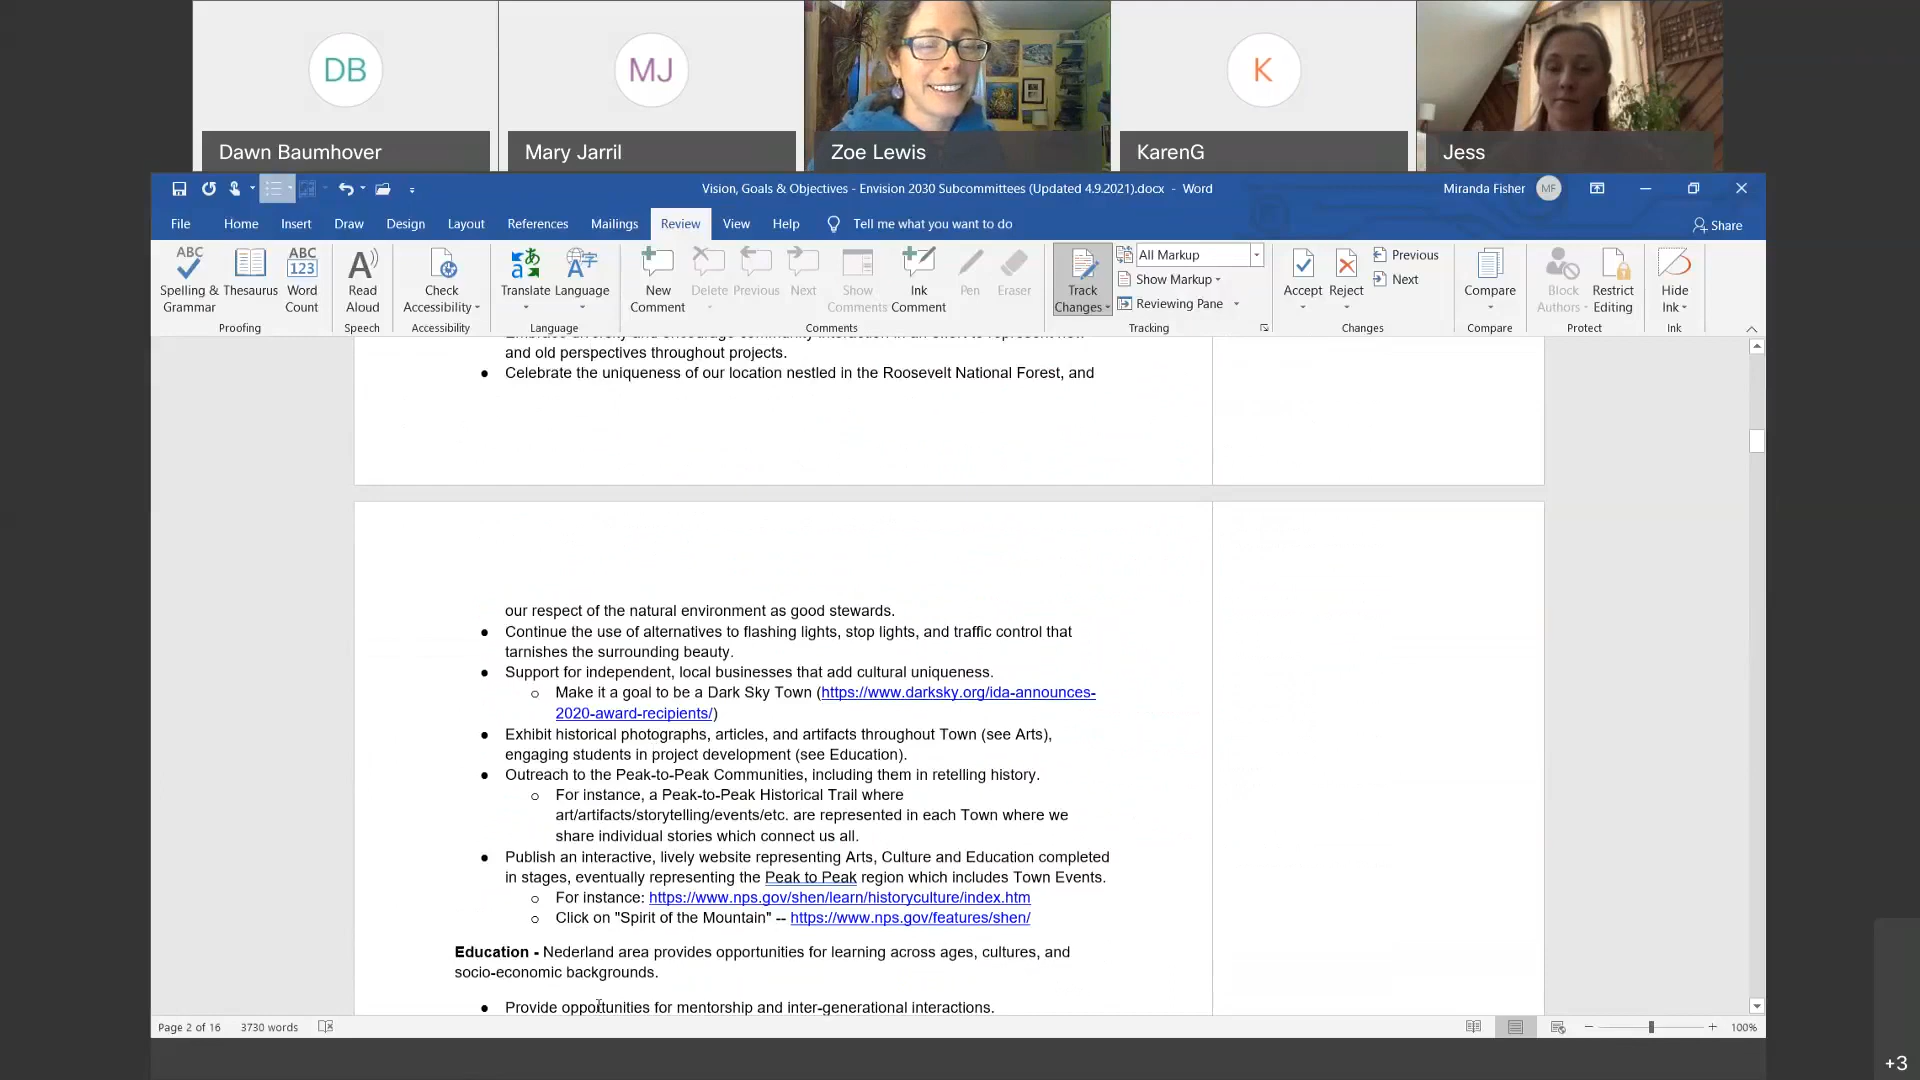 DB
MJ
K
Dawn Baumhover
Mary Jarril
Zoe Lewis
KarenG
Jess
Vision, Goals & Objectives - Envision 2030 Subcommittees (Updated 4.9.2021).docx - Word
Miranda Fisher
MF
File Home Insert Draw Design Layout References Mailings Review View Help Tell me what you want to do
Share
ABC
Spelling &
Grammar
Thesaurus
ABC
123
Word
Count
Proofing
Read
Aloud
Speech
Check
Accessibility
Accessibility
Translate
Language
Language
New
Comment
Delete
Previous
Next
Show
Comments
Ink
Comment
Pen
Eraser
Comments
Track
Changes
All Markup
Show Markup
Reviewing Pane
Tracking
Accept
Reject
Previous
Next
Changes
Compare
Compare
Block
Authors
Restrict
Editing
Protect
Hide
Ink
Ink
Embrace diversity and encourage community interaction in an effort to represent new
and old perspectives throughout projects.
● Celebrate the uniqueness of our location nestled in the Roosevelt National Forest, and
our respect of the natural environment as good stewards.
● Continue the use of alternatives to flashing lights, stop lights, and traffic control that
tarnishes the surrounding beauty.
● Support for independent, local businesses that add cultural uniqueness.
o Make it a goal to be a Dark Sky Town (https://www.darksky.org/ida-announces-
2020-award-recipients/)
● Exhibit historical photographs, articles, and artifacts throughout Town (see Arts),
engaging students in project development (see Education).
● Outreach to the Peak-to-Peak Communities, including them in retelling history.
o For instance, a Peak-to-Peak Historical Trail where
art/artifacts/storytelling/events/etc. are represented in each Town where we
share individual stories which connect us all.
● Publish an interactive, lively website representing Arts, Culture and Education completed
in stages, eventually representing the Peak to Peak region which includes Town Events.
o For instance: https://www.nps.gov/shen/learn/historyculture/index.htm
o Click on "Spirit of the Mountain" -- https://www.nps.gov/features/shen/
Education - Nederland area provides opportunities for learning across ages, cultures, and
socio-economic backgrounds.
● Provide opportunities for mentorship and inter-generational interactions.
Page 2 of 16 3730 words
100%
+3